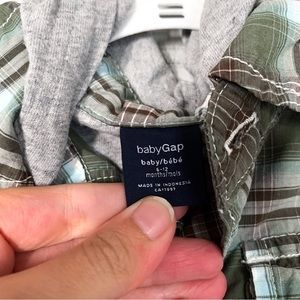 babyGap
baby/bébé
6-12
months/mois
MADE IN INDONESIA